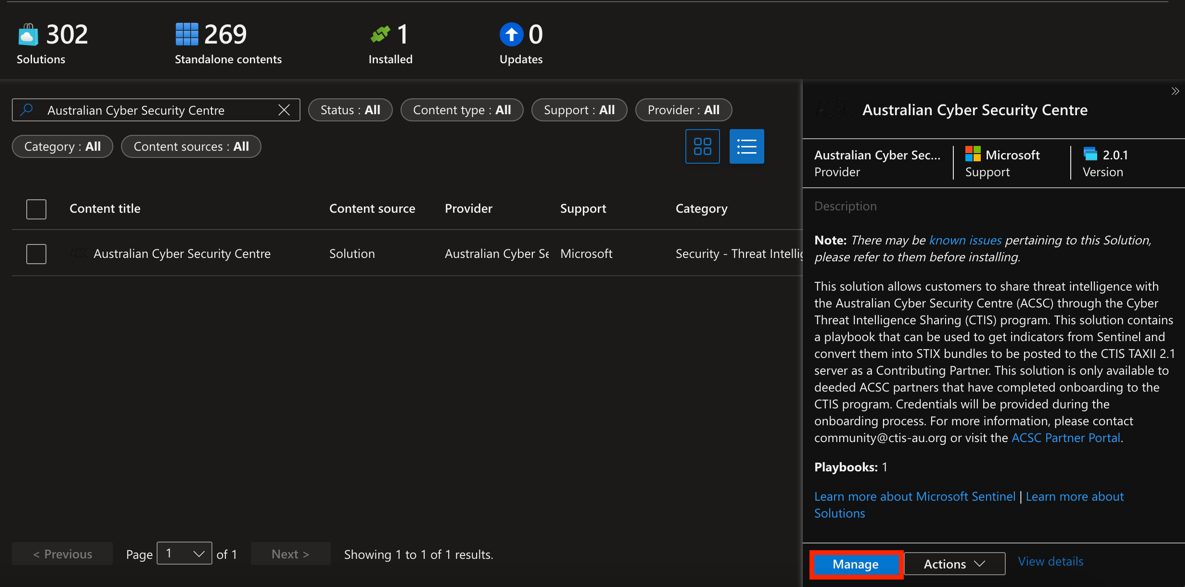 302 269 1 0
Solutions Standalone contents Installed Updates
Australian Cyber Security Centre Status : All Content type : All Support : All Provider : All
Category : All Content sources : All
Content title Content source Provider Support Category
Australian Cyber Security Centre Solution Australian Cyber Se Microsoft Security - Threat Intellig
< Previous Page 1 of 1 Next > Showing 1 to 1 of 1 results.
»
Australian Cyber Security Centre
Australian Cyber Sec... Microsoft 2.0.1
Provider Support Version
Description
Note: There may be known issues pertaining to this Solution,
please refer to them before installing.
This solution allows customers to share threat intelligence with
the Australian Cyber Security Centre (ACSC) through the Cyber
Threat Intelligence Sharing (CTIS) program. This solution contains
a playbook that can be used to get indicators from Sentinel and
convert them into STIX bundles to be posted to the CTIS TAXII 2.1
server as a Contributing Partner. This solution is only available to
deeded ACSC partners that have completed onboarding to the
CTIS program. Credentials will be provided during the
onboarding process. For more information, please contact
community@ctis-au.org or visit the ACSC Partner Portal.
Playbooks: 1
Learn more about Microsoft Sentinel | Learn more about
Solutions
Manage Actions View details